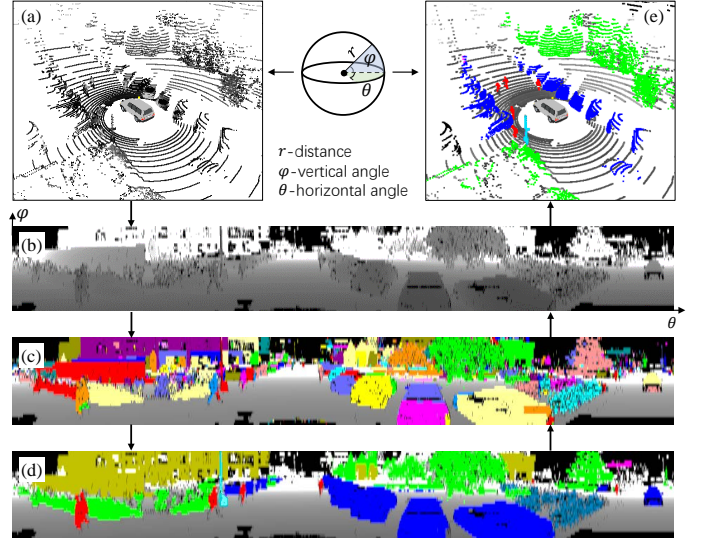 (a)
(e)
r
φ
θ
r-distance
φ-vertical angle
θ-horizontal angle
φ
(b)
θ
(c)
(d)